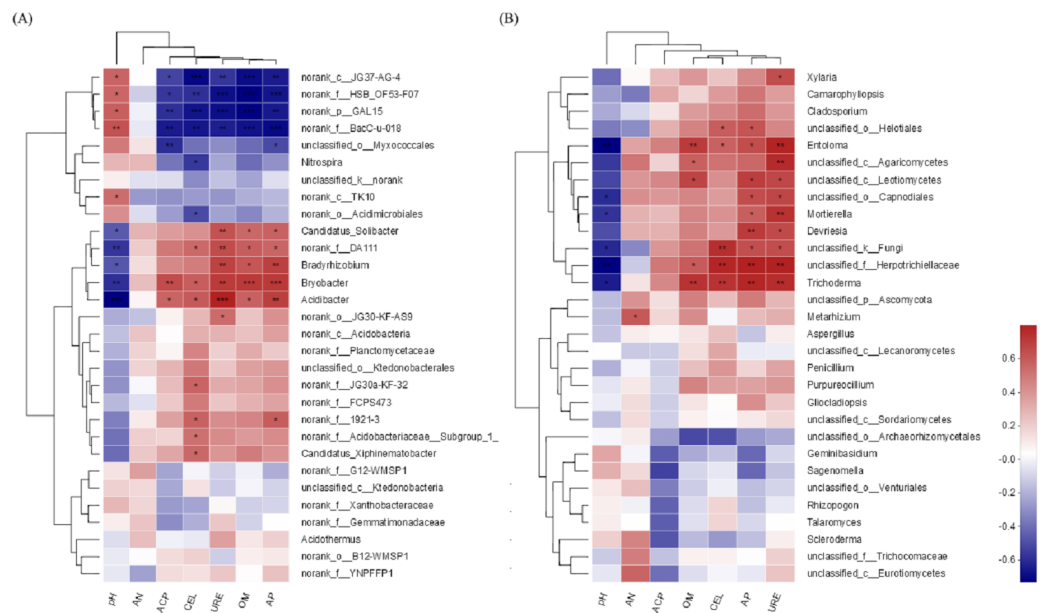 (A)
(B)
norank_c__JG37-AG-4
norank_f__HSB_OF53-F07
norank_p__GAL15
norank_f__BacC-u-018
unclassified_o__Myxococcales
Nitrospira
unclassified_k__norank
norank_c__TK10
norank_o__Acidimicrobiales
Candidatus_Solibacter
norank_f__DA111
Bradyrhizobium
Bryobacter
Acidibacter
norank_o__JG30-KF-AS9
norank_c__Acidobacteria
norank_f__Planctomycetaceae
unclassified_o__Ktedonobacterales
norank_f__JG30a-KF-32
norank_f__FCPS473
norank_f__1921-3
norank_f__Acidobacteriaceae__Subgroup_1_
Candidatus_Xiphinematobacter
norank_f__G12-WMSP1
unclassified_c__Ktedonobacteria
norank_f__Xanthobacteraceae
norank_f__Gemmatimonadaceae
Acidothermus
norank_o__B12-WMSP1
norank_f__YNPFFP1
pH
AN
ACP
CEL
URE
OM
AP
Xylaria
Camarophyllopsis
Cladosporium
unclassified_o__Helotiales
Entoloma
unclassified_c__Agaricomycetes
unclassified_c__Leotiomycetes
unclassified_o__Capnodiales
Mortierella
Devriesia
unclassified_k__Fungi
unclassified_f__Herpotrichiellaceae
Trichoderma
unclassified_p__Ascomycota
Metarhizium
Aspergillus
unclassified_c__Lecanoromycetes
Penicillium
Purpureocillium
Gliocladiopsis
unclassified_c__Sordariomycetes
unclassified_o__Archaeorhizomycetales
Geminibasidium
Sagenomella
unclassified_o__Venturiales
Rhizopogon
Talaromyces
Scleroderma
unclassified_f__Trichocomaceae
unclassified_c__Eurotiomycetes
pH
AN
ACP
OM
CEL
AP
URE
0.6
0.4
0.2
-0.0
-0.2
-0.4
-0.6